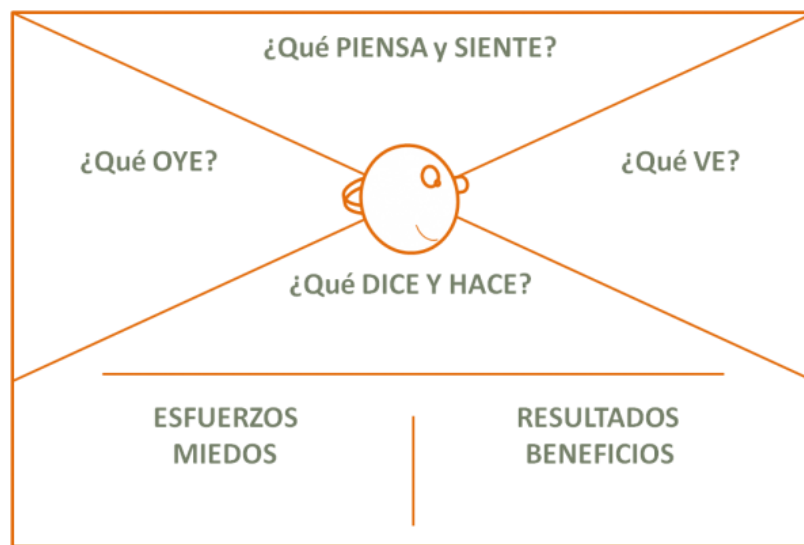 ¿Qué PIENSA y SIENTE?
¿Qué OYE?
¿Qué VE?
¿Qué DICE Y HACE?
ESFUERZOS
MIEDOS
RESULTADOS
BENEFICIOS